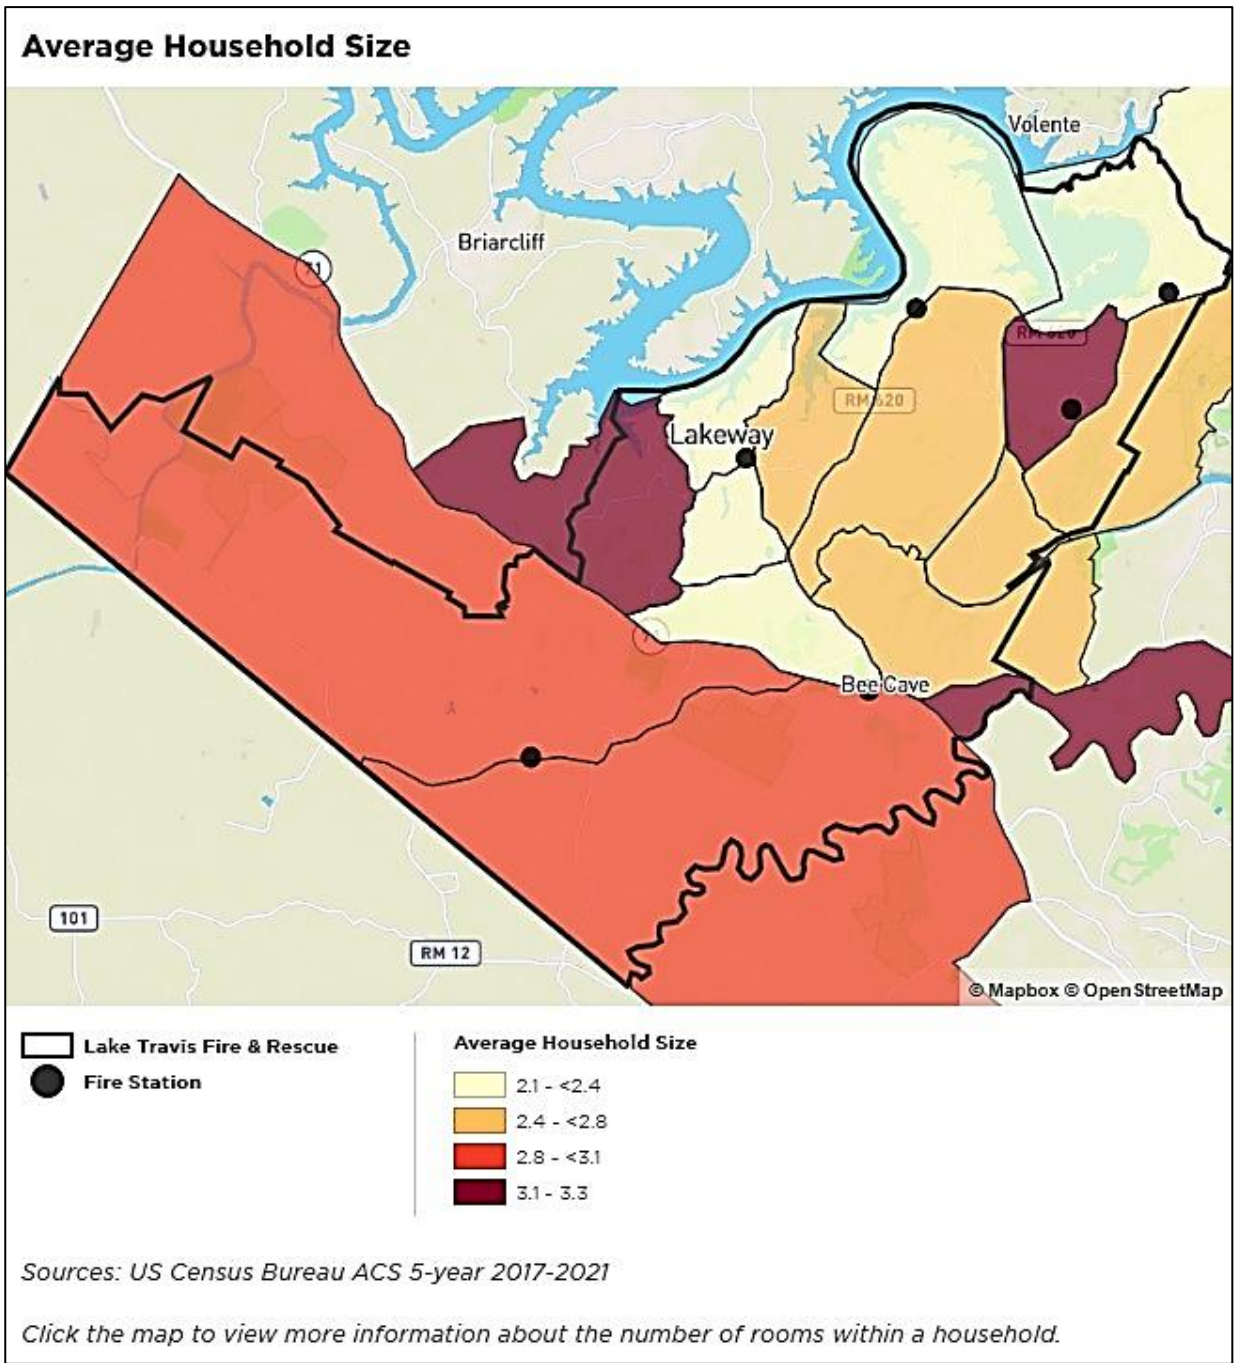 Average Household Size
Volente
Briarcliff
71
RM 620
RM 620
Lakeway
Bee Cave
101
RM 12
© Mapbox © OpenStreetMap
Lake Travis Fire & Rescue
Fire Station
Average Household Size
2.1 - <2.4
2.4 - <2.8
2.8 - <3.1
3.1 - 3.3
Sources: US Census Bureau ACS 5-year 2017-2021
Click the map to view more information about the number of rooms within a household.